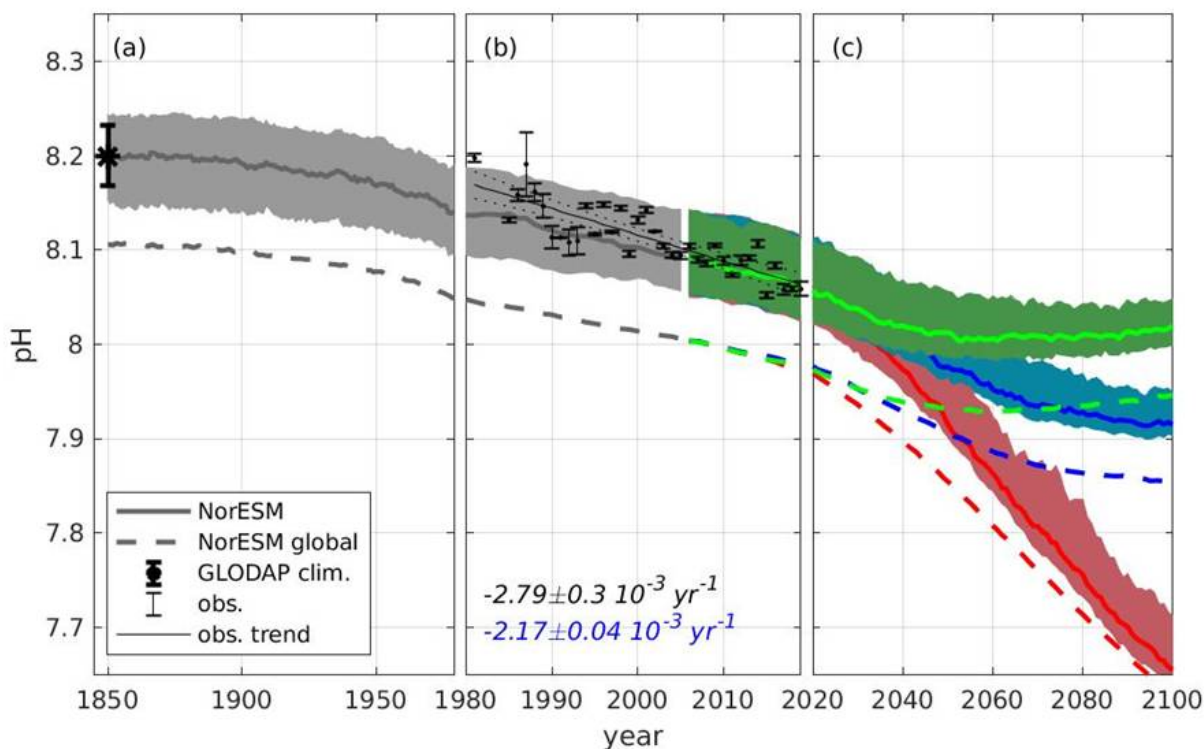 (a) (b) (c)
8.3
8.2
8.1
8
7.9
7.8
7.7
pH
NorESM
NorESM global
GLODAP clim.
obs.
obs. trend
-2.79±0.3 10⁻³ yr⁻¹
-2.17±0.04 10⁻³ yr⁻¹
1850 1900 1950 1980 1990 2000 2010 2020 2040 2060 2080 2100
year